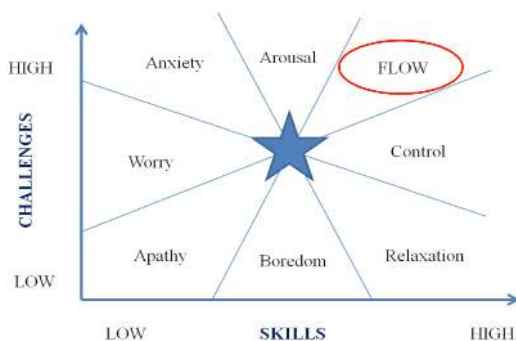 Anxiety
Arousal
FLOW
HIGH
CHALLENGES
Worry
Control
Apathy
Boredom
Relaxation
LOW
LOW
SKILLS
HIGH